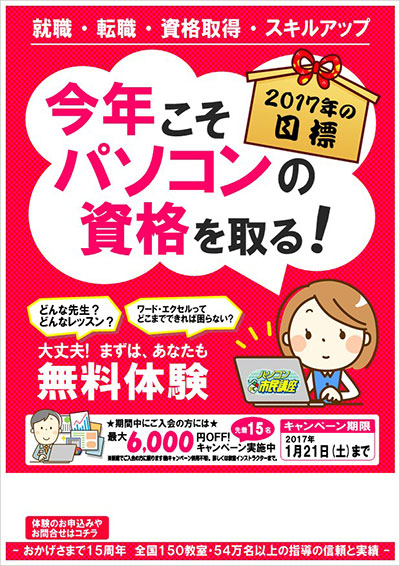 就職・転職・資格取得・スキルアップ
2017年の
目標
今年こそ
パソコンの
資格を取る!
どんな先生?
どんなレッスン?
ワード・エクセルって
どこまでできれば困らない?
大丈夫! まずは、あなたも
無料体験
パソコン
市民講座
★期間中にご入会の方には★
最大6,000円OFF! 先着15名
キャンペーン実施中
キャンペーン期限
2017年
1月21日(土)まで
体験のお申込みや
お問合せはコチラ
~ おかげさまで15周年 全国150教室・54万名以上の指導の信頼と実績 ~